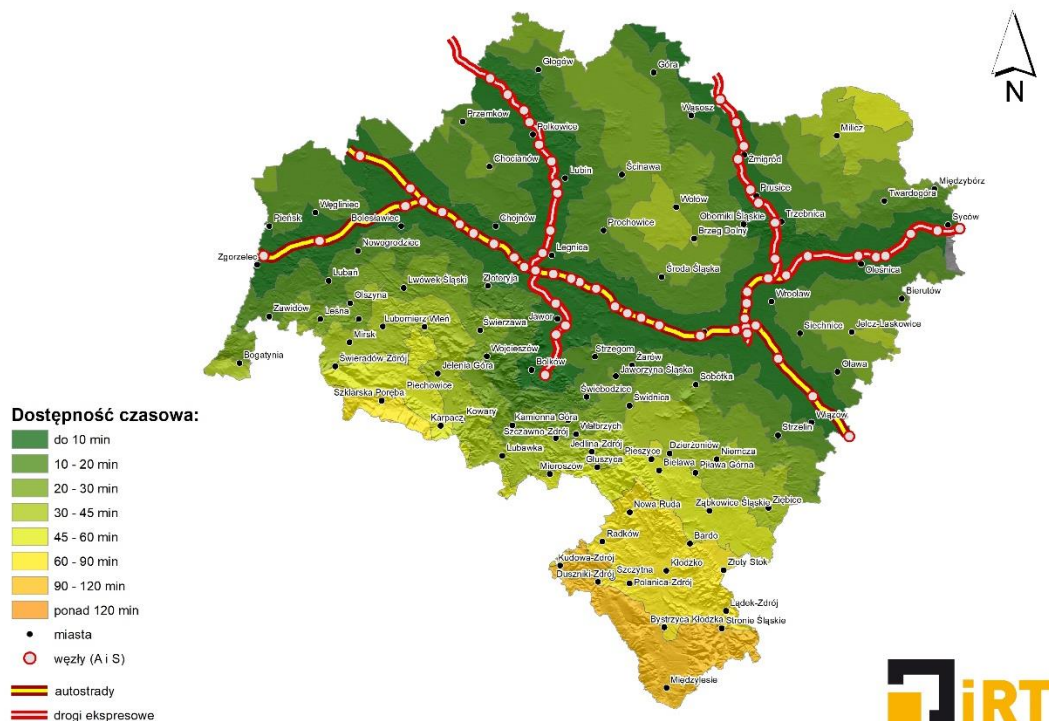 Głogów
Góra
Wąsosz
Przemków
Polkowice
Milicz
Żmigród
Chocianów
Ścinawa
Lubin
Międzybórz
Prusice
Twardogóra
Wołów
Węgliniec
Oborniki Śląskie
Trzebnica
Pieńsk
Bolesławiec
Chojnów
Prochowice
Brzeg Dolny
Syców
Nowogrodziec
Legnica
Zgorzelec
Oleśnica
Lubań
Środa Śląska
Lwówek Śląski
Złotoryja
Bierutów
Olszyna
Wrocław
Zawidów
Leśna
Jawor
Lubomierz
Wleń
Świerzawa
Siechnice
Jelcz-Laskowice
Mirsk
Wojcieszów
Strzegom
Żarów
Bogatynia
Świeradów Zdrój
Jelenia Góra
Bolków
Jaworzyna Śląska
Oława
Sobótka
Piechowice
Świebodzice
Szklarska Poręba
Świdnica
Kowary
Karpacz
Kamienna Góra
Wiązów
Szczawno Zdrój
Wałbrzych
Strzelin
Jedlina Zdrój
Dzierżoniów
Lubawka
Głuszyca
Pieszyce
Niemcza
Mieroszów
Bielawa
Piława Górna
Nowa Ruda
Ząbkowice Śląskie
Ziębice
Radków
Bardo
Kudowa-Zdrój
Szczytna
Kłodzko
Złoty Stok
Duszniki-Zdrój
Polanica-Zdrój
Lądek-Zdrój
Bystrzyca Kłodzka
Stronie Śląskie
Międzylesie
N
Dostępność czasowa:
do 10 min
10 - 20 min
20 - 30 min
30 - 45 min
45 - 60 min
60 - 90 min
90 - 120 min
ponad 120 min
miasta
węzły (A i S)
autostrady
drogi ekspresowe
iRT